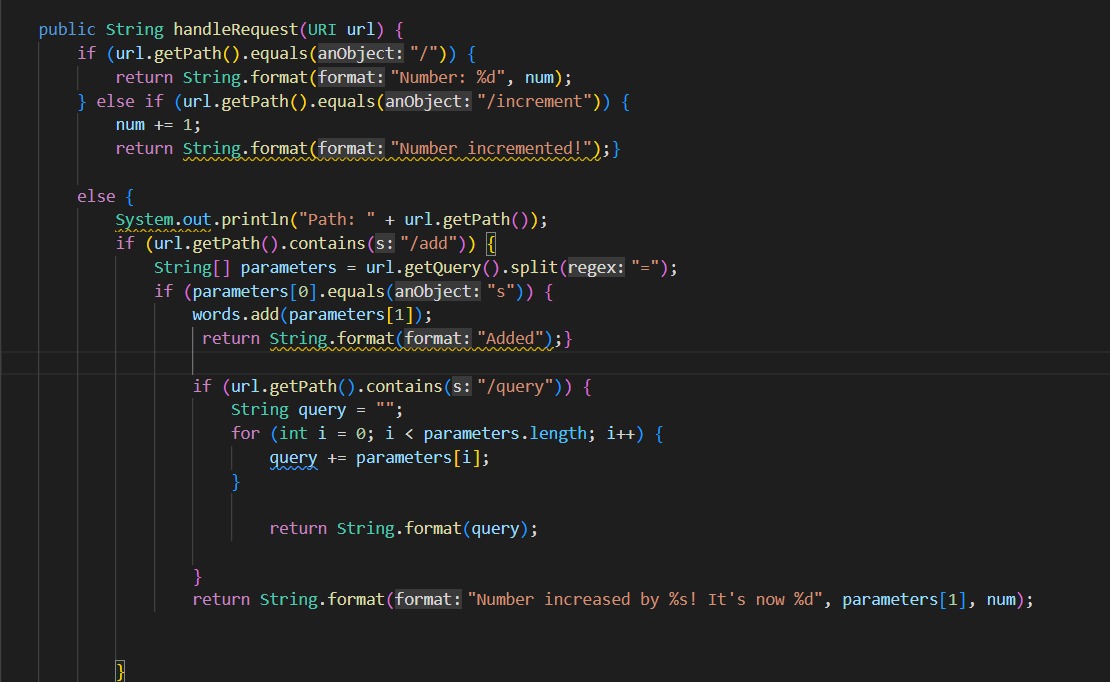 public String handleRequest(URI url) {
if (url.getPath().equals(anObject: "/")) {
return String.format(format: "Number: %d", num);
} else if (url.getPath().equals(anObject: "/increment")) {
num += 1;
return String.format(format: "Number incremented!");}
else {
System.out.println("Path: " + url.getPath());
if (url.getPath().contains(s: "/add")) {
String[] parameters = url.getQuery().split(regex: "=");
if (parameters[0].equals(anObject: "s")) {
words.add(parameters[1]);
return String.format(format: "Added");}
if (url.getPath().contains(s: "/query")) {
String query = "";
for (int i = 0; i < parameters.length; i++) {
query += parameters[i];
}
return String.format(query);
}
return String.format(format: "Number increased by %s! It's now %d", parameters[1], num);
}